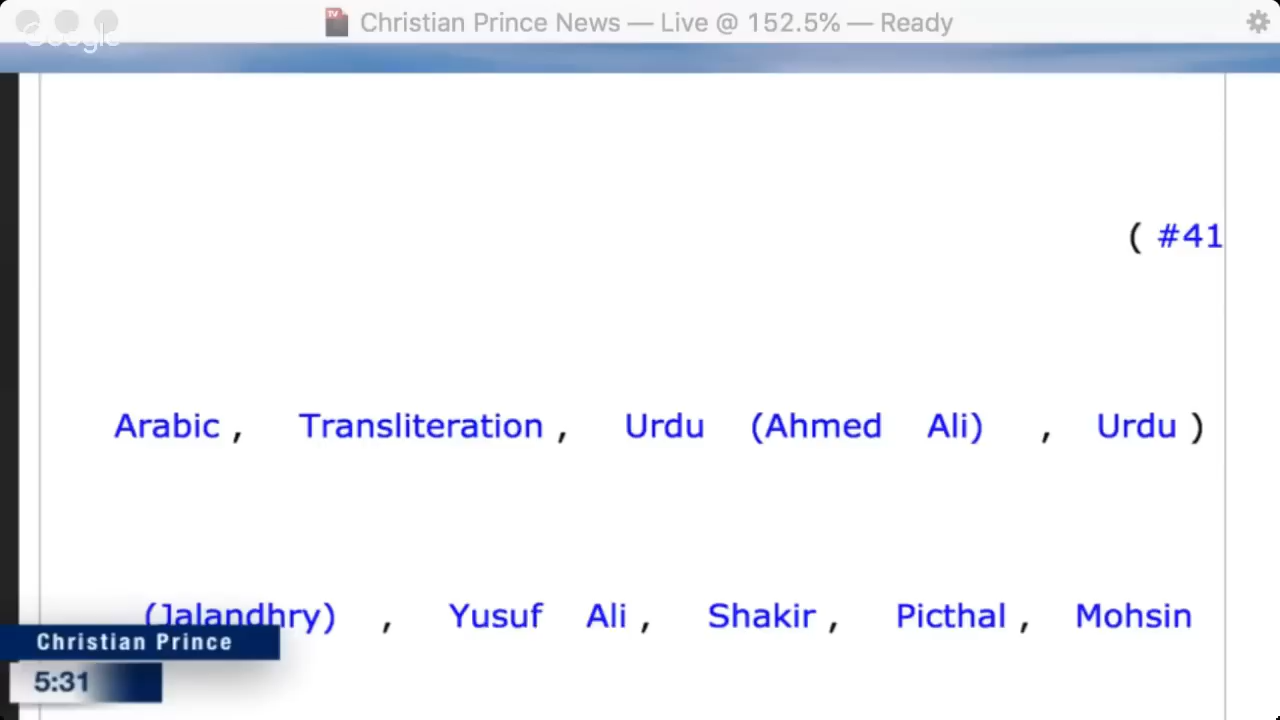 Christian Prince News — Live @ 152.5% — Ready
Google
( #41
Arabic , Transliteration , Urdu (Ahmed Ali) , Urdu )
(Jalandhry) , Yusuf Ali , Shakir , Picthal , Mohsin
Christian Prince
5:31